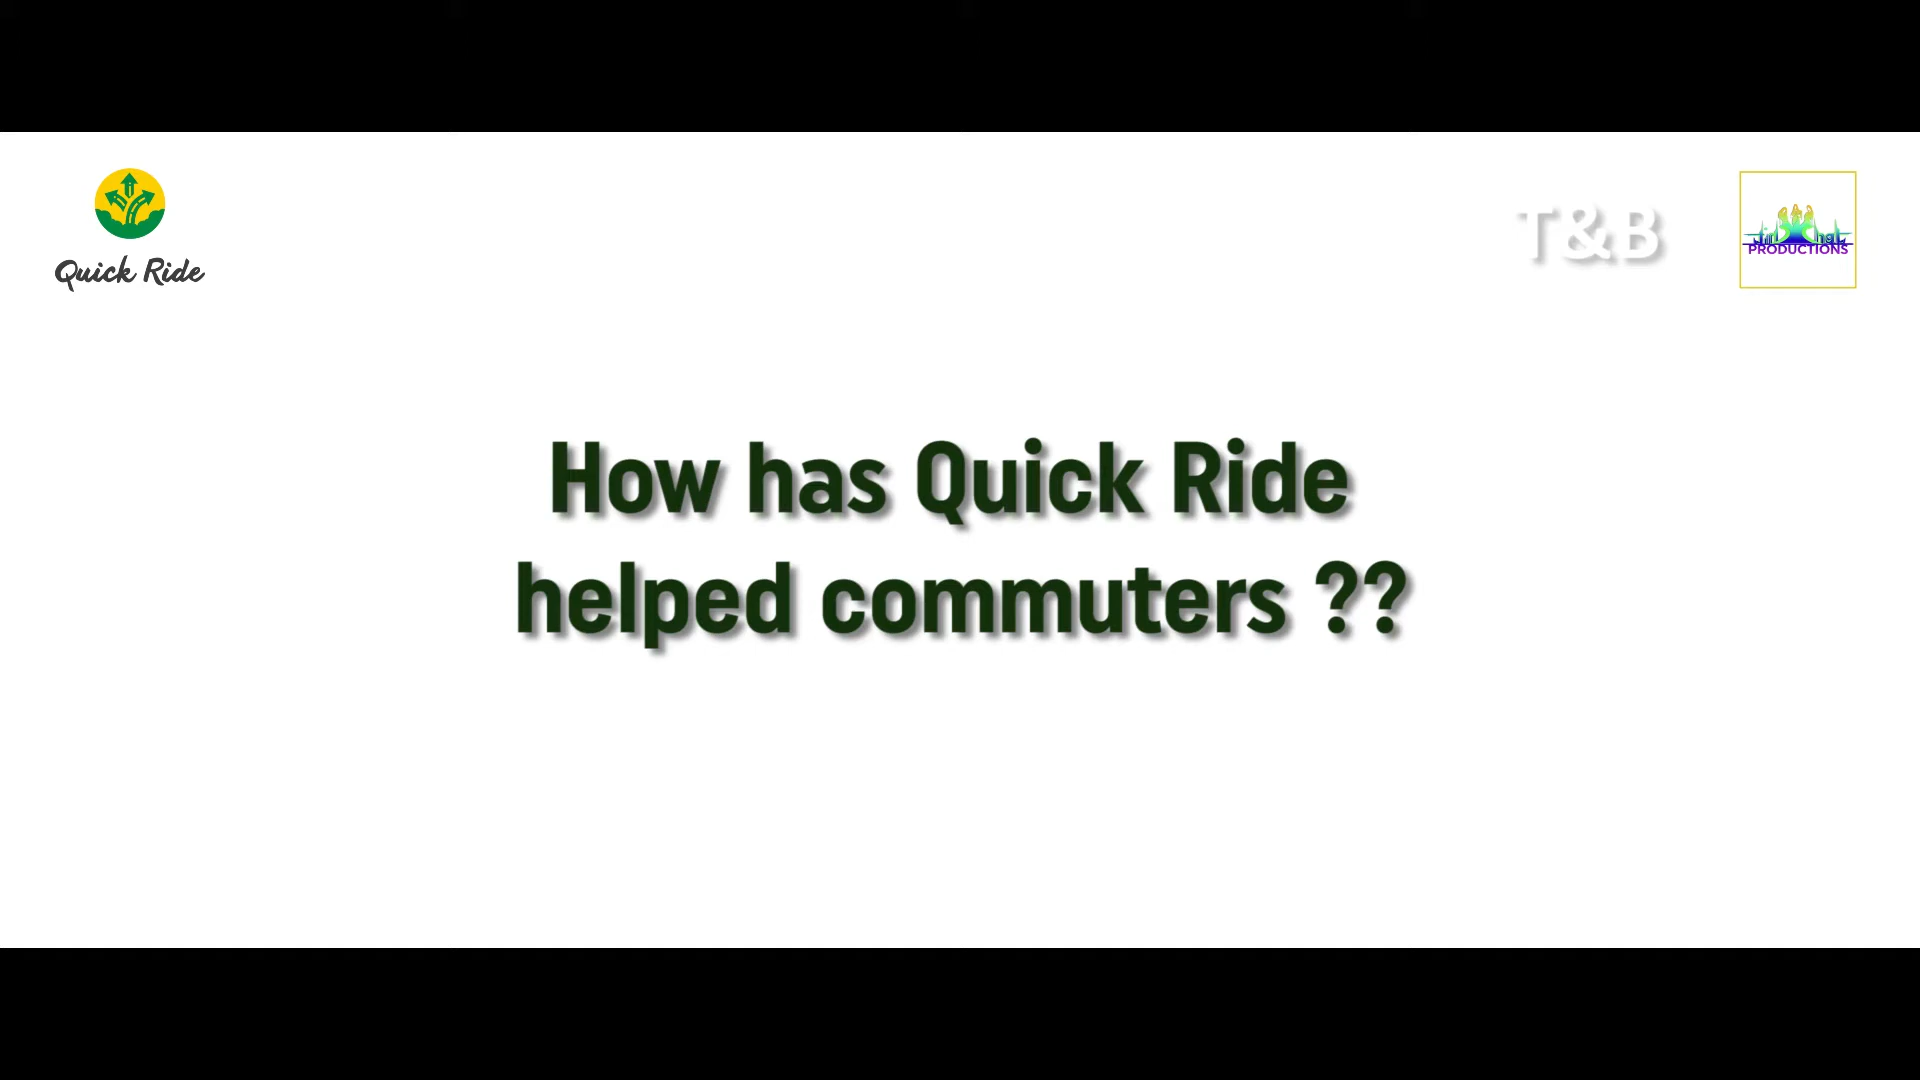 Quick Ride
T&B
PRODUCTIONS
How has Quick Ride
helped commuters ??